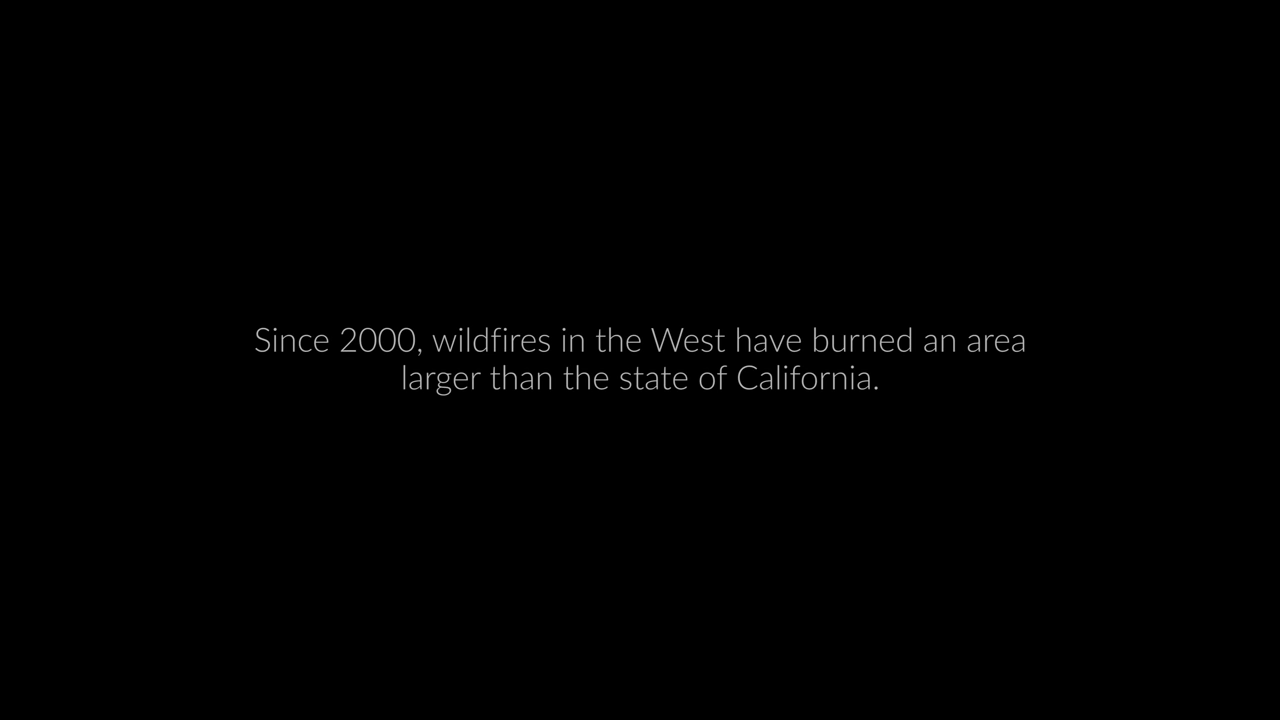 Since 2000, wildfires in the West have burned an area
larger than the state of California.